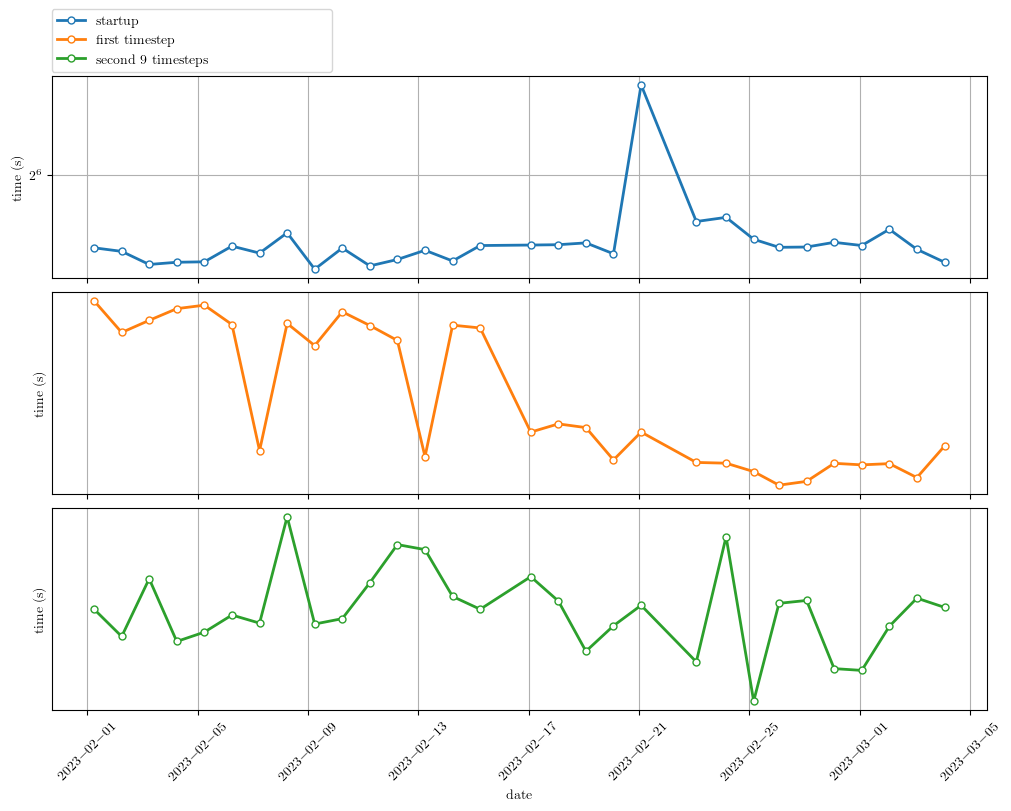 startup
first timestep
second 9 timesteps
time (s)
2⁶
time (s)
time (s)
2023−02−01
2023−02−05
2023−02−09
2023−02−13
2023−02−17
2023−02−21
2023−02−25
2023−03−01
2023−03−05
date